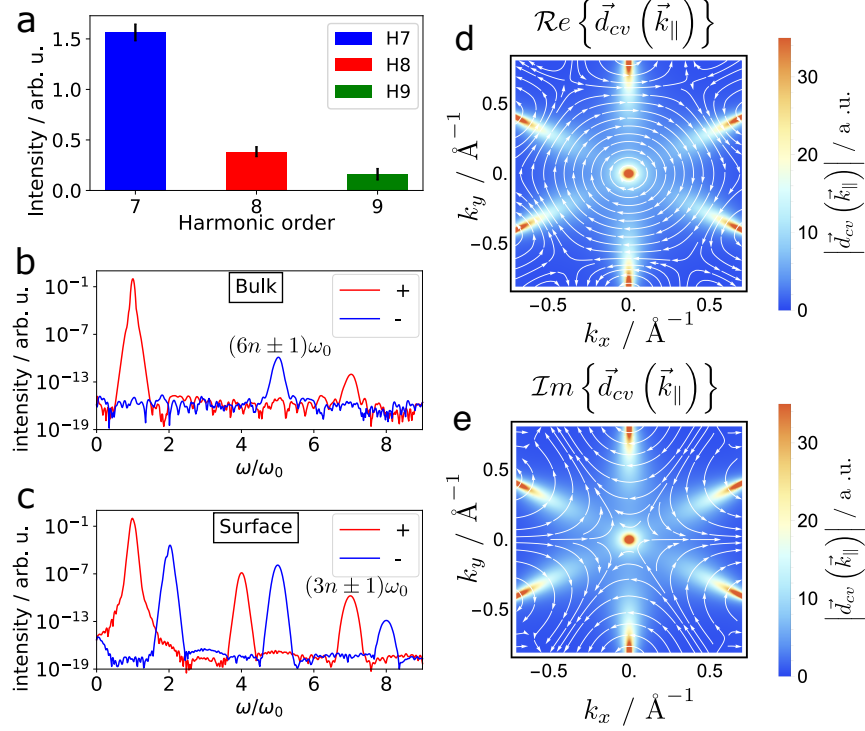 a
Intensity / arb. u.
1.5
1.0
0.5
0.0
7
8
9
Harmonic order
H7
H8
H9
b
intensity / arb. u.
10⁻¹
10⁻⁷
10⁻¹³
10⁻¹⁹
Bulk
+
-
(6n ± 1)ω₀
0
2
4
6
8
ω/ω₀
c
intensity / arb. u.
10⁻¹
10⁻⁷
10⁻¹³
10⁻¹⁹
Surface
+
-
(3n ± 1)ω₀
0
2
4
6
8
ω/ω₀
d
ℛe { d⃗cv ( k⃗∥ ) }
k_y / Å⁻¹
0.5
0.
-0.5
-0.5
0.
0.5
k_x / Å⁻¹
30
20
10
0
| d⃗cv ( k⃗∥ ) | / a .u.
e
ℐm { d⃗cv ( k⃗∥ ) }
k_y / Å⁻¹
0.5
0.
-0.5
-0.5
0.
0.5
k_x / Å⁻¹
30
20
10
0
| d⃗cv ( k⃗∥ ) | / a .u.